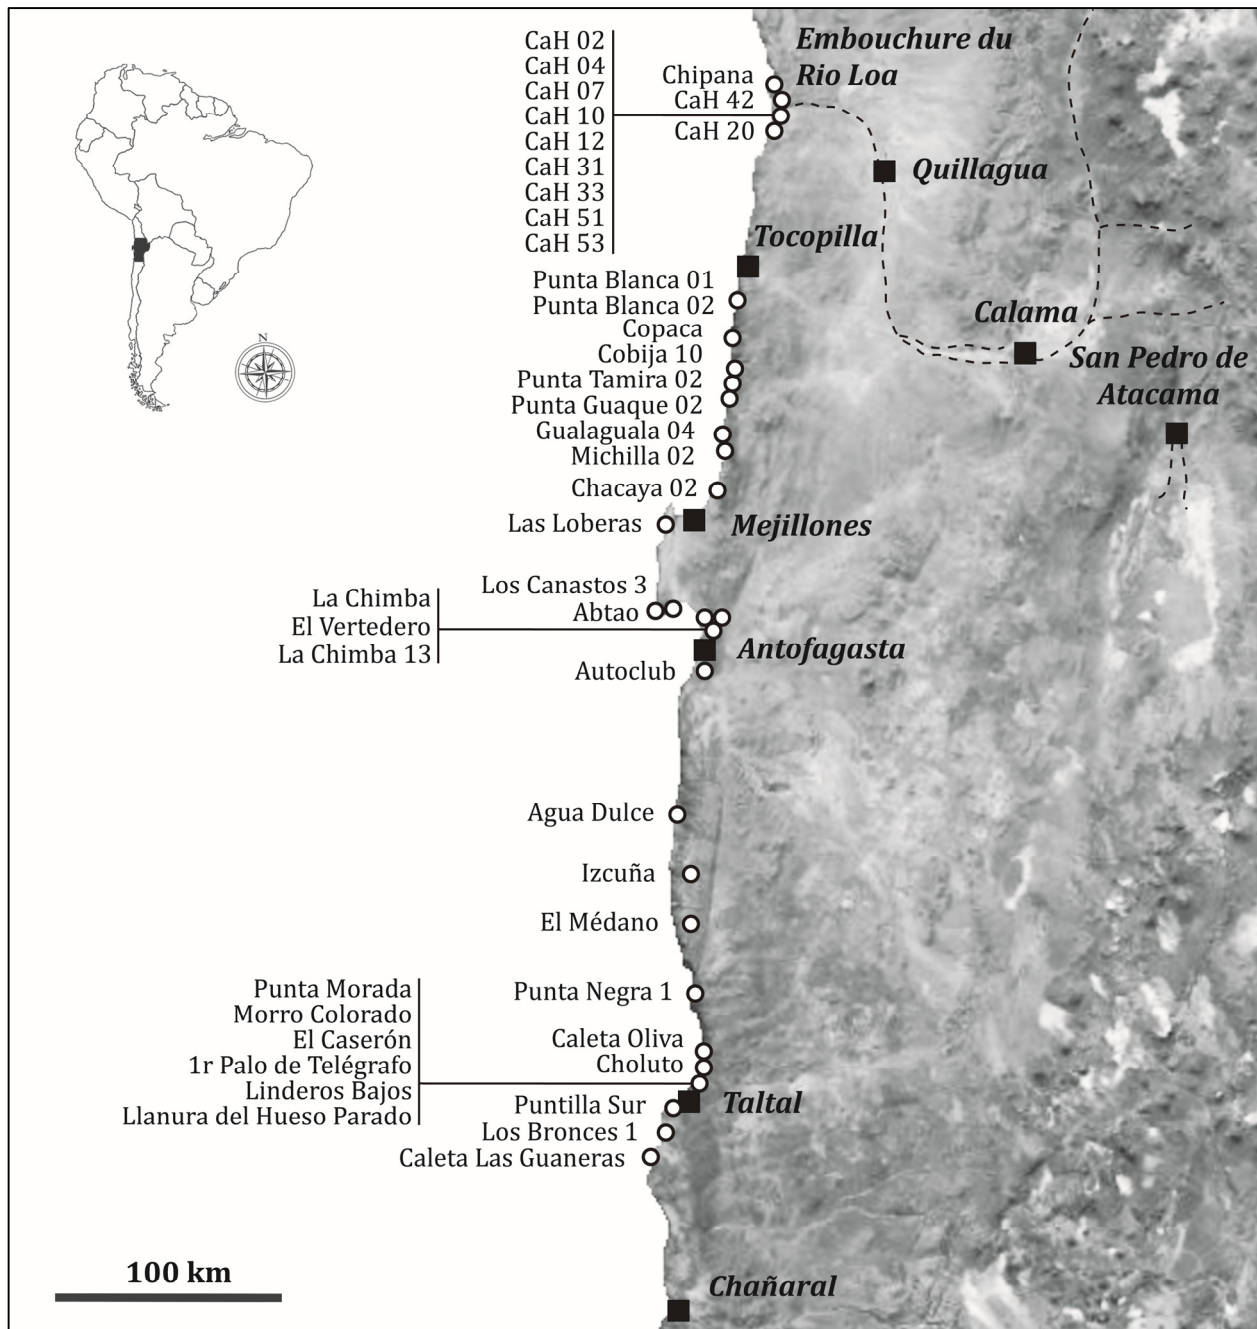 CaH 02
CaH 04
CaH 07
CaH 10
CaH 12
CaH 31
CaH 33
CaH 51
CaH 53
Chipana
CaH 42
CaH 20
Embouchure du
Rio Loa
Quillagua
Tocopilla
Punta Blanca 01
Punta Blanca 02
Copaca
Cobija 10
Punta Tamira 02
Punta Guaque 02
Gualaguala 04
Michilla 02
Chacaya 02
Calama
San Pedro de
Atacama
Las Loberas
Mejillones
Los Canastos 3
Abtao
La Chimba
El Vertedero
La Chimba 13
Antofagasta
Autoclub
Agua Dulce
Izcuña
El Médano
Punta Negra 1
Caleta Oliva
Choluto
Punta Morada
Morro Colorado
El Caserón
1r Palo de Telégrafo
Linderos Bajos
Llanura del Hueso Parado
Taltal
Puntilla Sur
Los Bronces 1
Caleta Las Guaneras
Chañaral
100 km
N